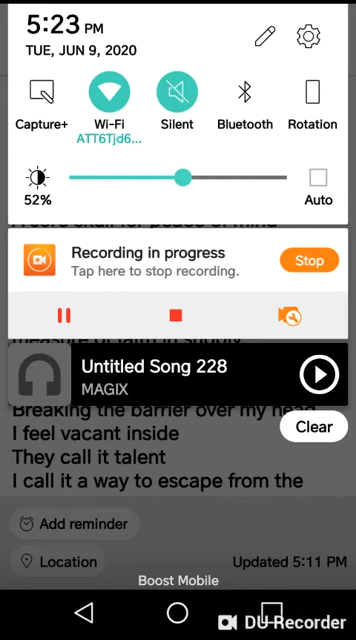 5:23 PM
TUE, JUN 9, 2020
Capture+
Wi-Fi
Silent
Bluetooth
Rotation
ATT6Tjd6...
52%
Auto
Recording in progress
Tap here to stop recording.
Stop
Untitled Song 228
MAGIX
Breaking the barrier over my head
Clear
I feel vacant inside
They call it talent
I call it a way to escape from the
Add reminder
Location
Updated 5:11 PM
Boost Mobile
DU Recorder